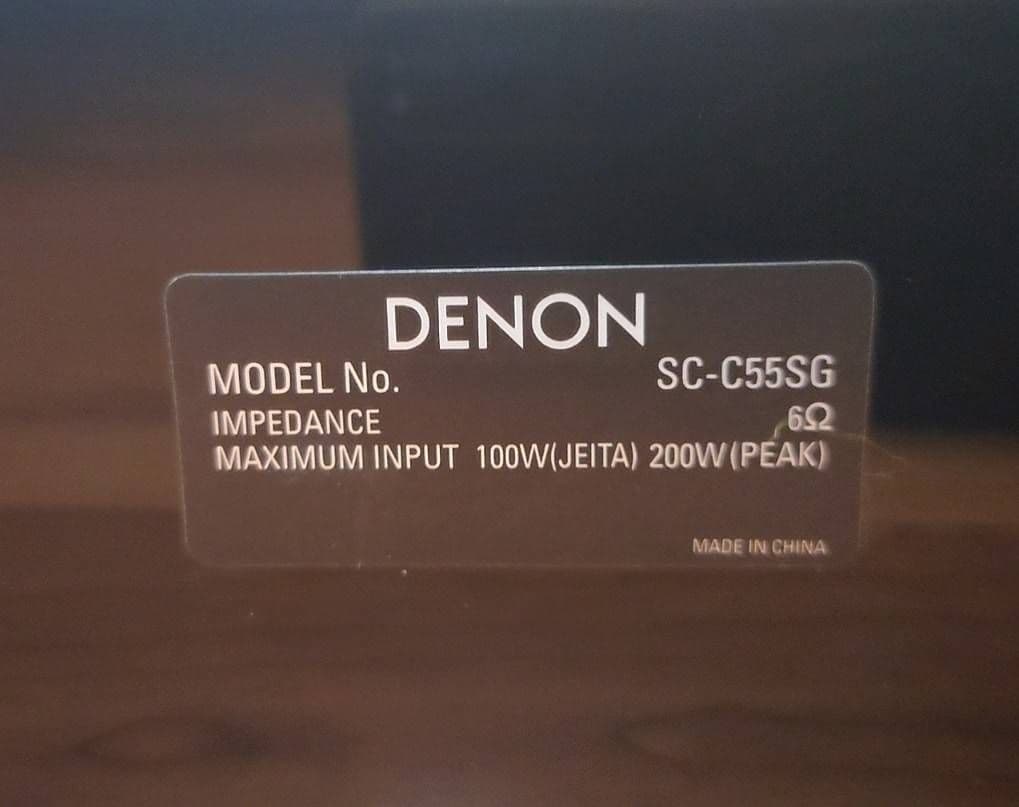 DENON
MODEL No. SC-C55SG
IMPEDANCE 6Ω
MAXIMUM INPUT 100W(JEITA) 200W(PEAK)
MADE IN CHINA